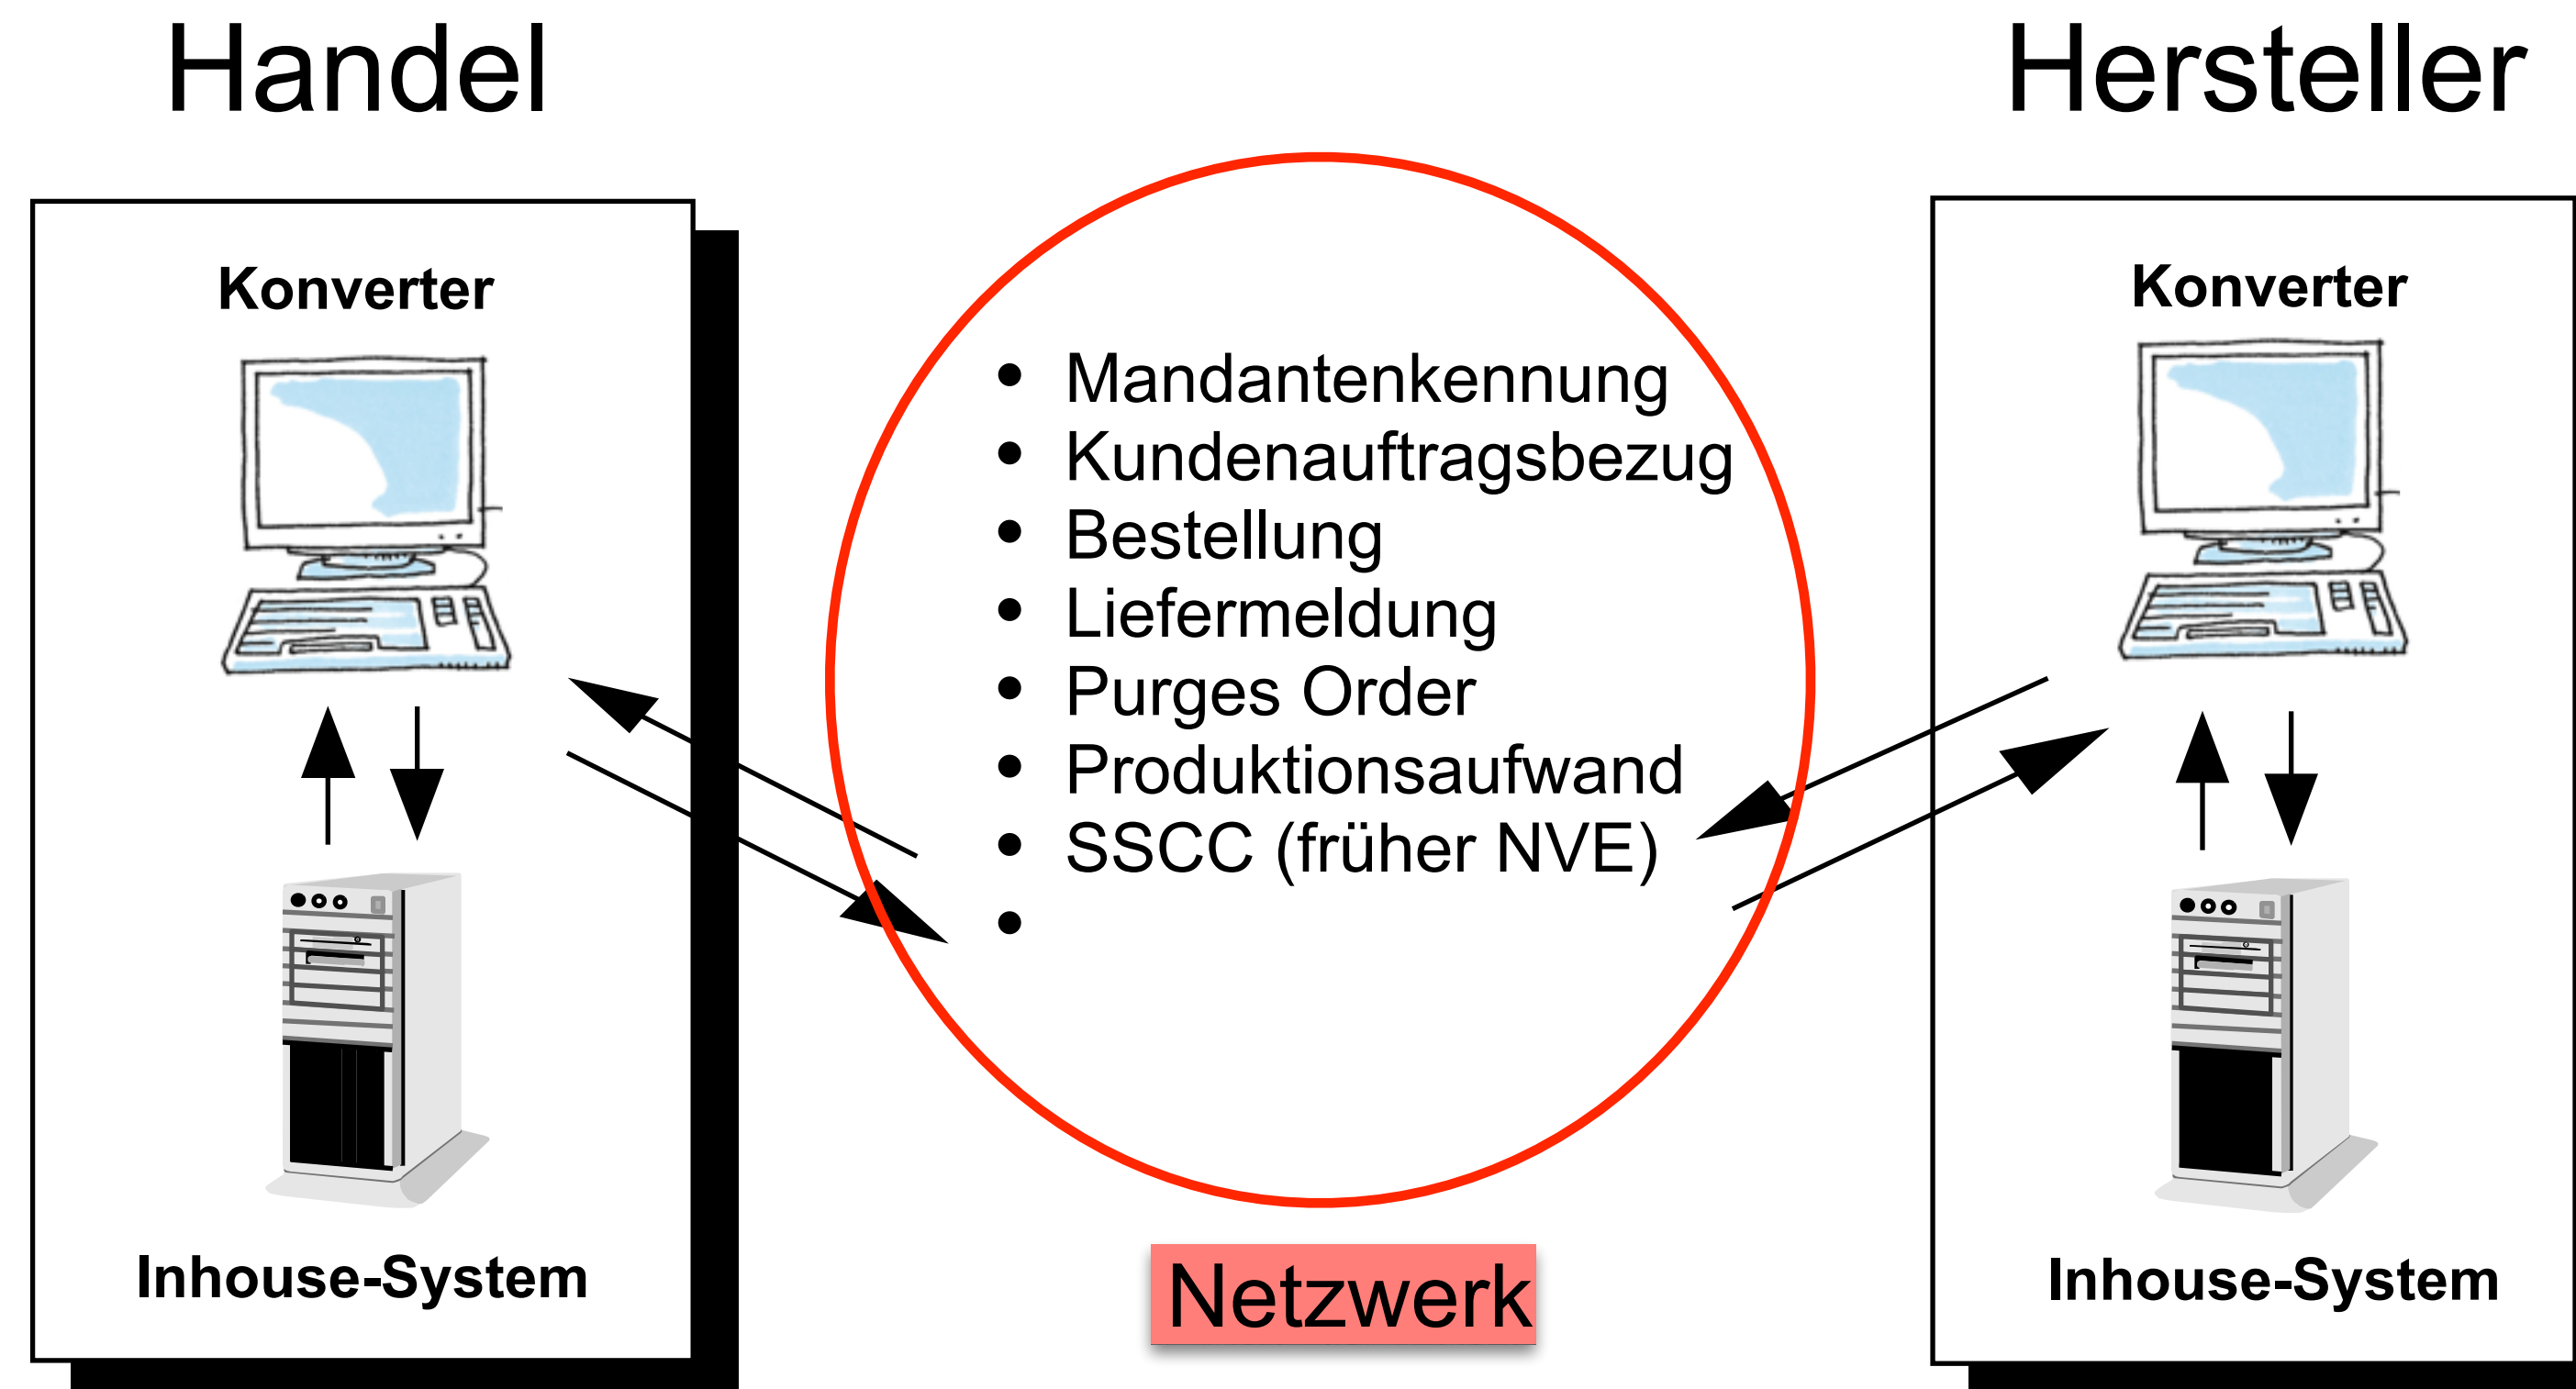 Handel
Hersteller
Konverter
Inhouse-System
• Mandantenkennung
• Kundenauftragsbezug
• Bestellung
• Liefermeldung
• Purges Order
• Produktionsaufwand
• SSCC (früher NVE)
•
Netzwerk
Konverter
Inhouse-System